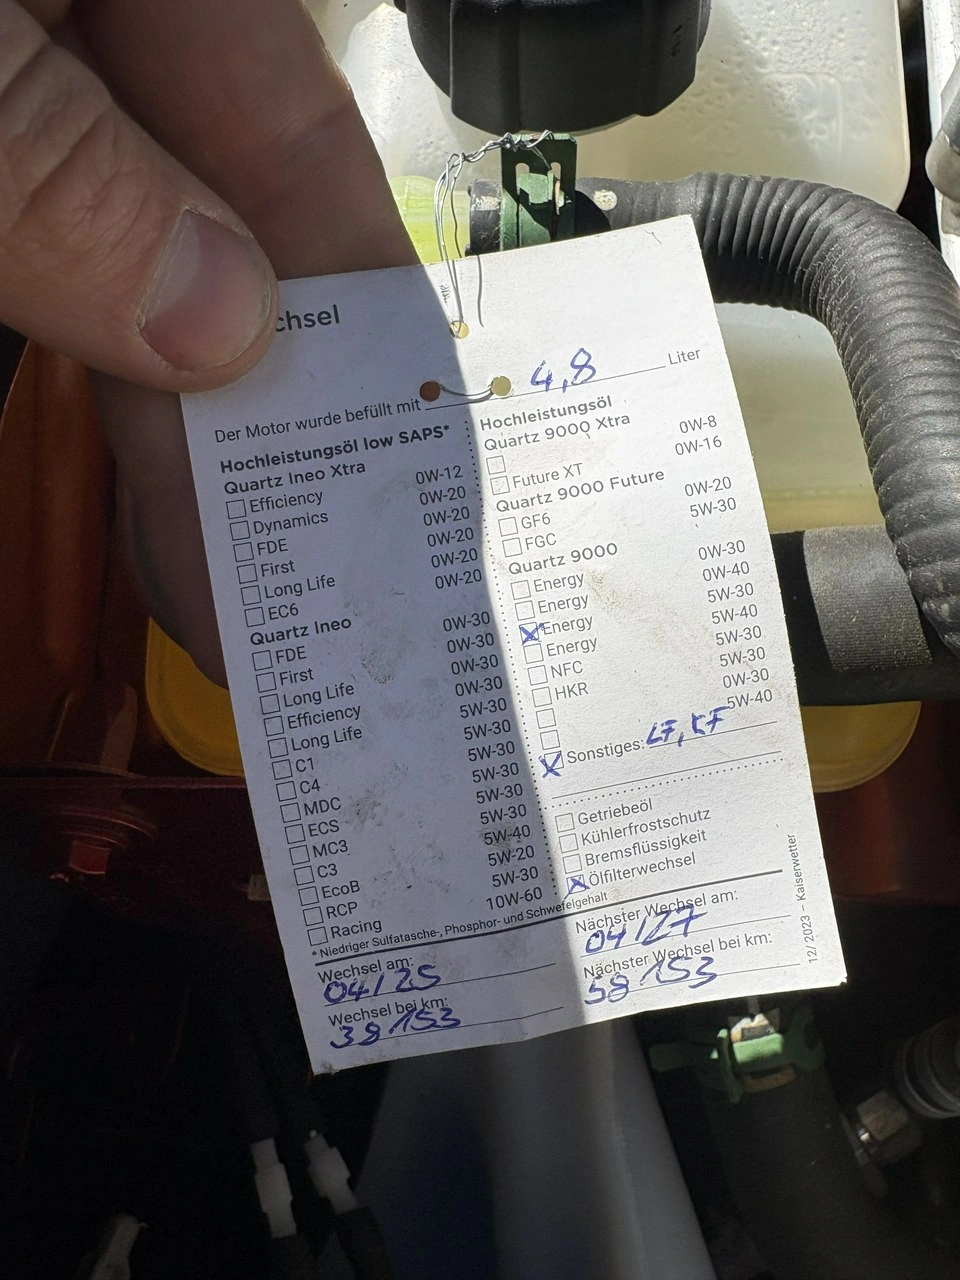 chsel
Der Motor wurde befüllt mit 4,8 Liter
Hochleistungsöl low SAPS*
Quartz Ineo Xtra
Efficiency 0W-12
Dynamics 0W-20
FDE 0W-20
First 0W-20
Long Life 0W-20
EC6 0W-20
Quartz Ineo
FDE 0W-30
First 0W-30
Long Life 0W-30
Efficiency 0W-30
Long Life 5W-30
C1 5W-30
C4 5W-30
MDC 5W-30
ECS 5W-30
MC3 5W-30
C3 5W-40
EcoB 5W-20
RCP 5W-30
Racing 10W-60
* Niedriger Sulfatasche-, Phosphor- und Schwefelgehalt
Wechsel am:
04/25
Wechsel bei km:
38153
Hochleistungsöl
Quartz 9000 Xtra
0W-8
Future XT 0W-16
Quartz 9000 Future
GF6 0W-20
FGC 5W-30
Quartz 9000
Energy 0W-30
Energy 0W-40
Energy 5W-30
Energy 5W-40
NFC 5W-30
HKR 5W-30
0W-30
5W-40
Sonstiges: LF, KF
Getriebeöl
Kühlerfrostschutz
Bremsflüssigkeit
Ölfilterwechsel
Nächster Wechsel am:
04/27
Nächster Wechsel bei km:
58153
12/2023 – Kaiserwetter